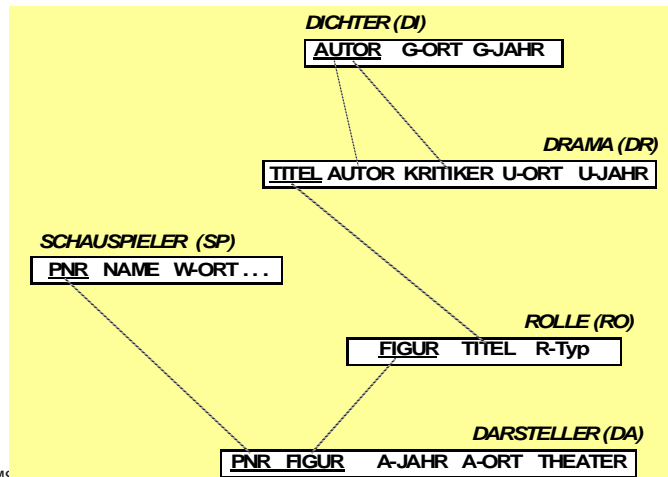 DICHTER (DI)
AUTOR G-ORT G-JAHR
DRAMA (DR)
TITEL AUTOR KRITIKER U-ORT U-JAHR
SCHAUSPIELER (SP)
PNR NAME W-ORT . . .
ROLLE (RO)
FIGUR TITEL R-Typ
DARSTELLER (DA)
PNR FIGUR A-JAHR A-ORT THEATER